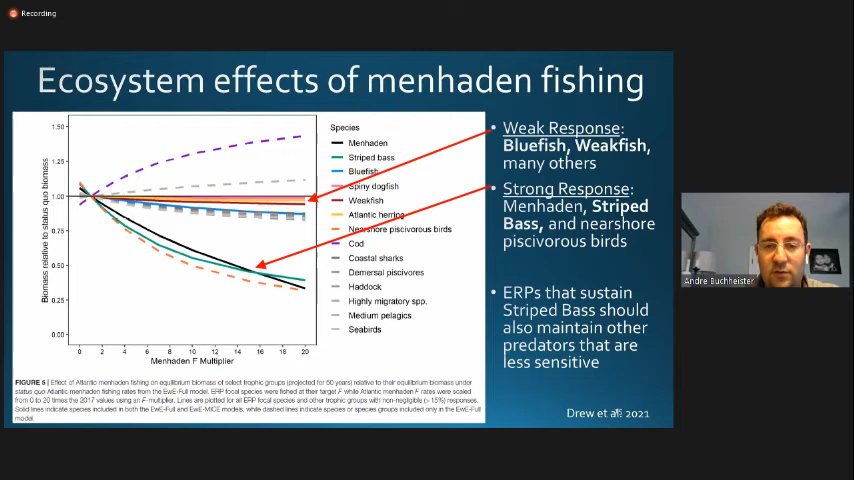 Recording
Ecosystem effects of menhaden fishing
1.50
1.25
1.00
0.75
0.50
0.25
0.00
Biomass relative to status quo biomass
0 2 4 6 8 10 12 14 16 18 20
Menhaden F Multiplier
Species
Menhaden
Striped bass
Bluefish
Spiny dogfish
Weakfish
Atlantic herring
Nearshore piscivorous birds
Cod
Coastal sharks
Demersal piscivores
Haddock
Highly migratory spp.
Medium pelagics
Seabirds
• Weak Response:
Bluefish, Weakfish,
many others
• Strong Response:
Menhaden, Striped
Bass, and nearshore
piscivorous birds
• ERPs that sustain
Striped Bass should
also maintain other
predators that are
less sensitive
FIGURE 5 | Effect of Atlantic menhaden fishing on equilibrium biomass of select trophic groups (projected for 50 years) relative to their equilibrium biomass under
status quo Atlantic menhaden fishing rates from the EwE-Full model. ERP focal species were fished at their target F while Atlantic menhaden F rates were scaled
from 0 to 20 times the 2017 values using an F-multiplier. Lines are plotted for all ERP focal species and other trophic groups with non-negligible (> 15%) responses.
Solid lines indicate species included in both the EwE-Full and EwE-MICE models, while dashed lines indicate species or species groups included only in the EwE-Full
model.
Drew et al. 2021
Andre Buchheister